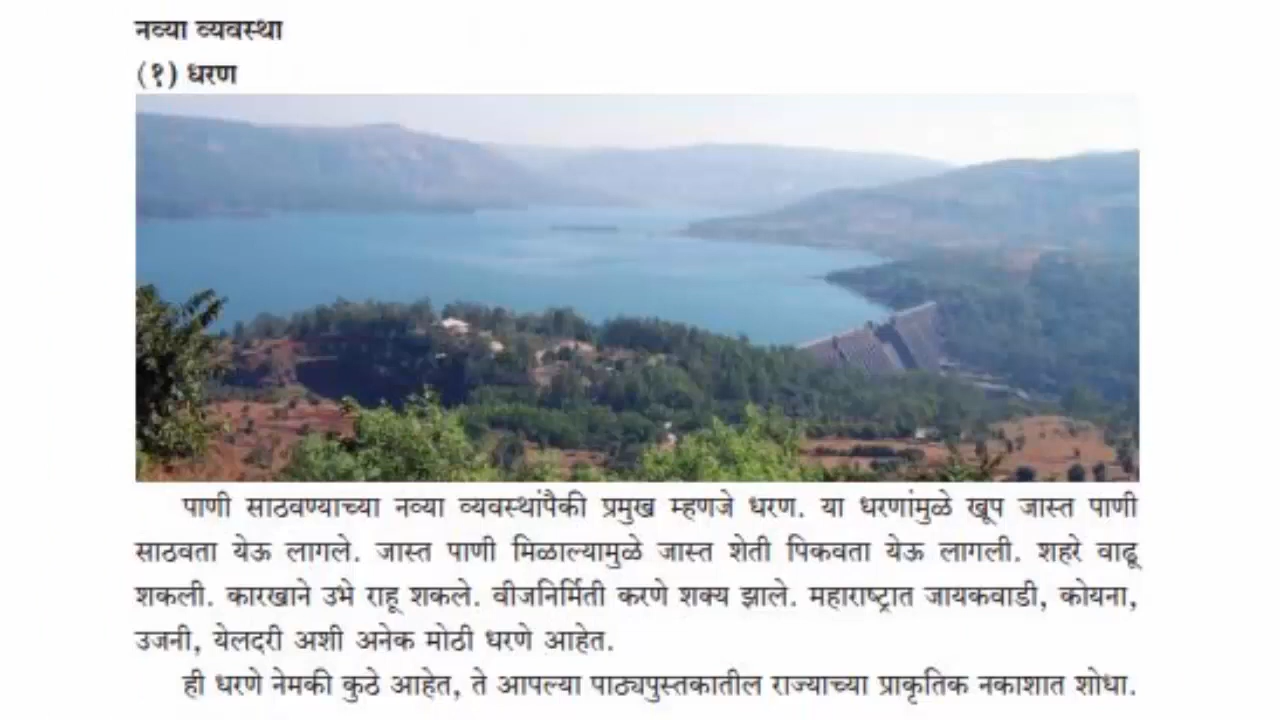 नव्या व्यवस्था
(१) धरण
पाणी साठवण्याच्या नव्या व्यवस्थांपैकी प्रमुख म्हणजे धरण. या धरणांमुळे खूप जास्त पाणी
साठवता येऊ लागले. जास्त पाणी मिळाल्यामुळे जास्त शेती पिकवता येऊ लागली. शहरे वाढू
शकली. कारखाने उभे राहू शकले. वीजनिर्मिती करणे शक्य झाले. महाराष्ट्रात जायकवाडी, कोयना,
उजनी, येलदरी अशी अनेक मोठी धरणे आहेत.
ही धरणे नेमकी कुठे आहेत, ते आपल्या पाठ्यपुस्तकातील राज्याच्या प्राकृतिक नकाशात शोधा.